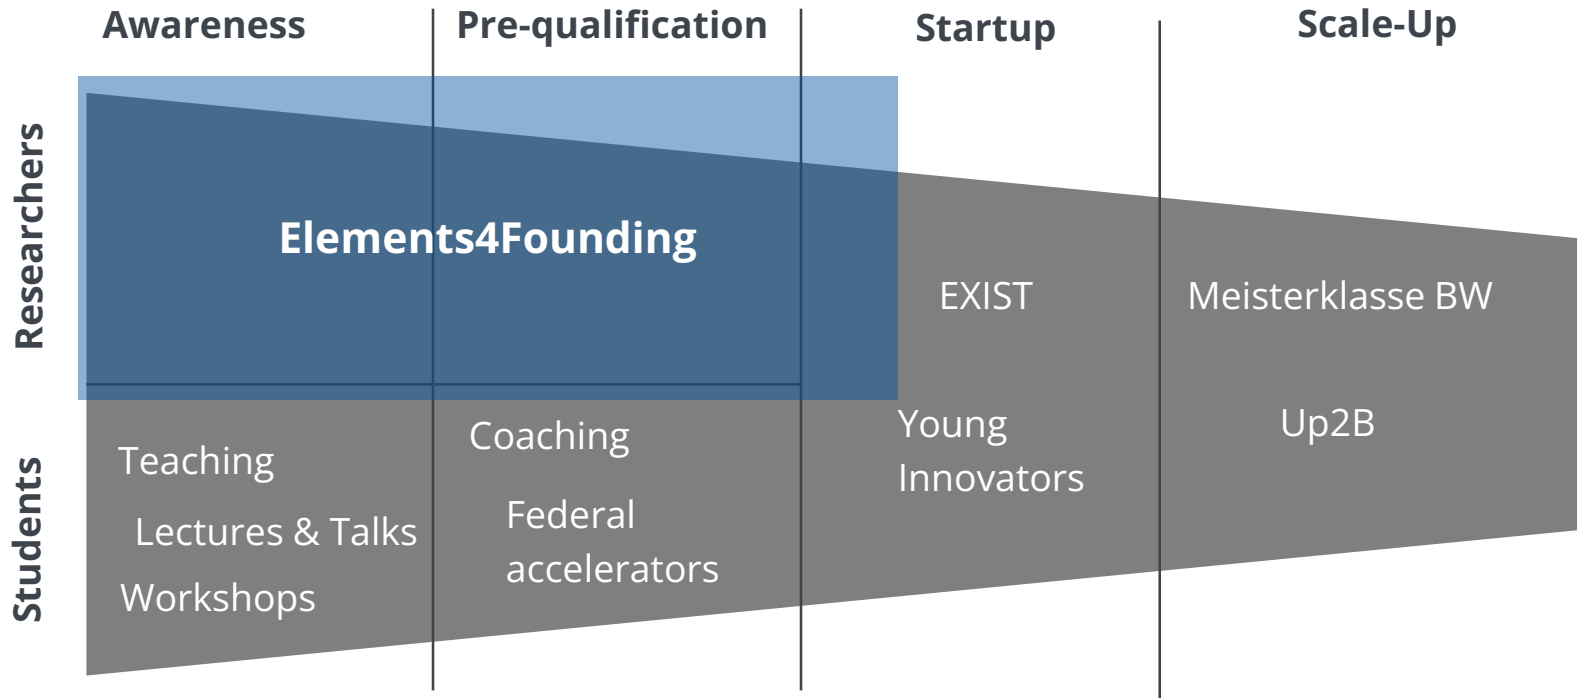 Awareness
Pre-qualification
Startup
Scale-Up
Researchers
Elements4Founding
EXIST
Meisterklasse BW
Students
Teaching
Lectures & Talks
Workshops
Coaching
Federal
accelerators
Young
Innovators
Up2B